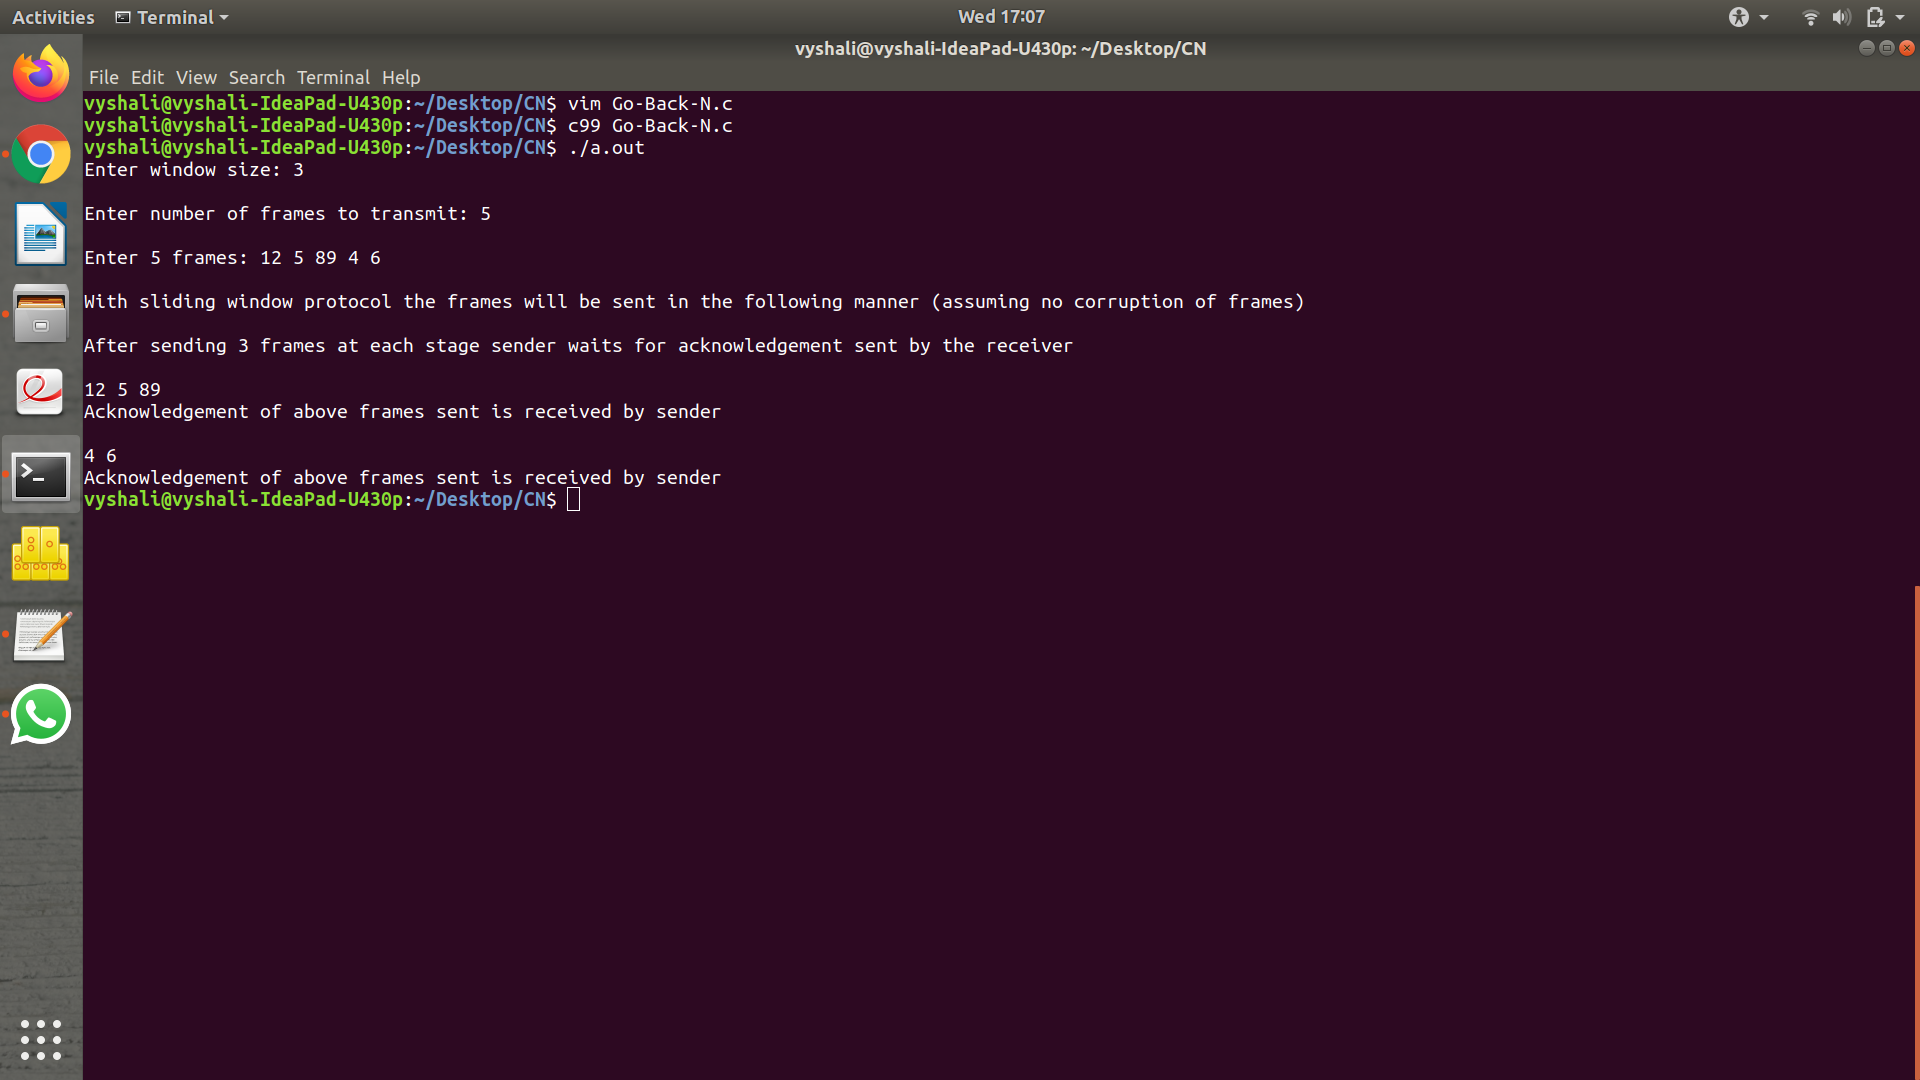 Activities Terminal Wed 17:07
vyshali@vyshali-IdeaPad-U430p: ~/Desktop/CN
File Edit View Search Terminal Help
vyshali@vyshali-IdeaPad-U430p:~/Desktop/CN$ vim Go-Back-N.c
vyshali@vyshali-IdeaPad-U430p:~/Desktop/CN$ c99 Go-Back-N.c
vyshali@vyshali-IdeaPad-U430p:~/Desktop/CN$ ./a.out
Enter window size: 3
Enter number of frames to transmit: 5
Enter 5 frames: 12 5 89 4 6
With sliding window protocol the frames will be sent in the following manner (assuming no corruption of frames)
After sending 3 frames at each stage sender waits for acknowledgement sent by the receiver
12 5 89
Acknowledgement of above frames sent is received by sender
4 6
Acknowledgement of above frames sent is received by sender
vyshali@vyshali-IdeaPad-U430p:~/Desktop/CN$